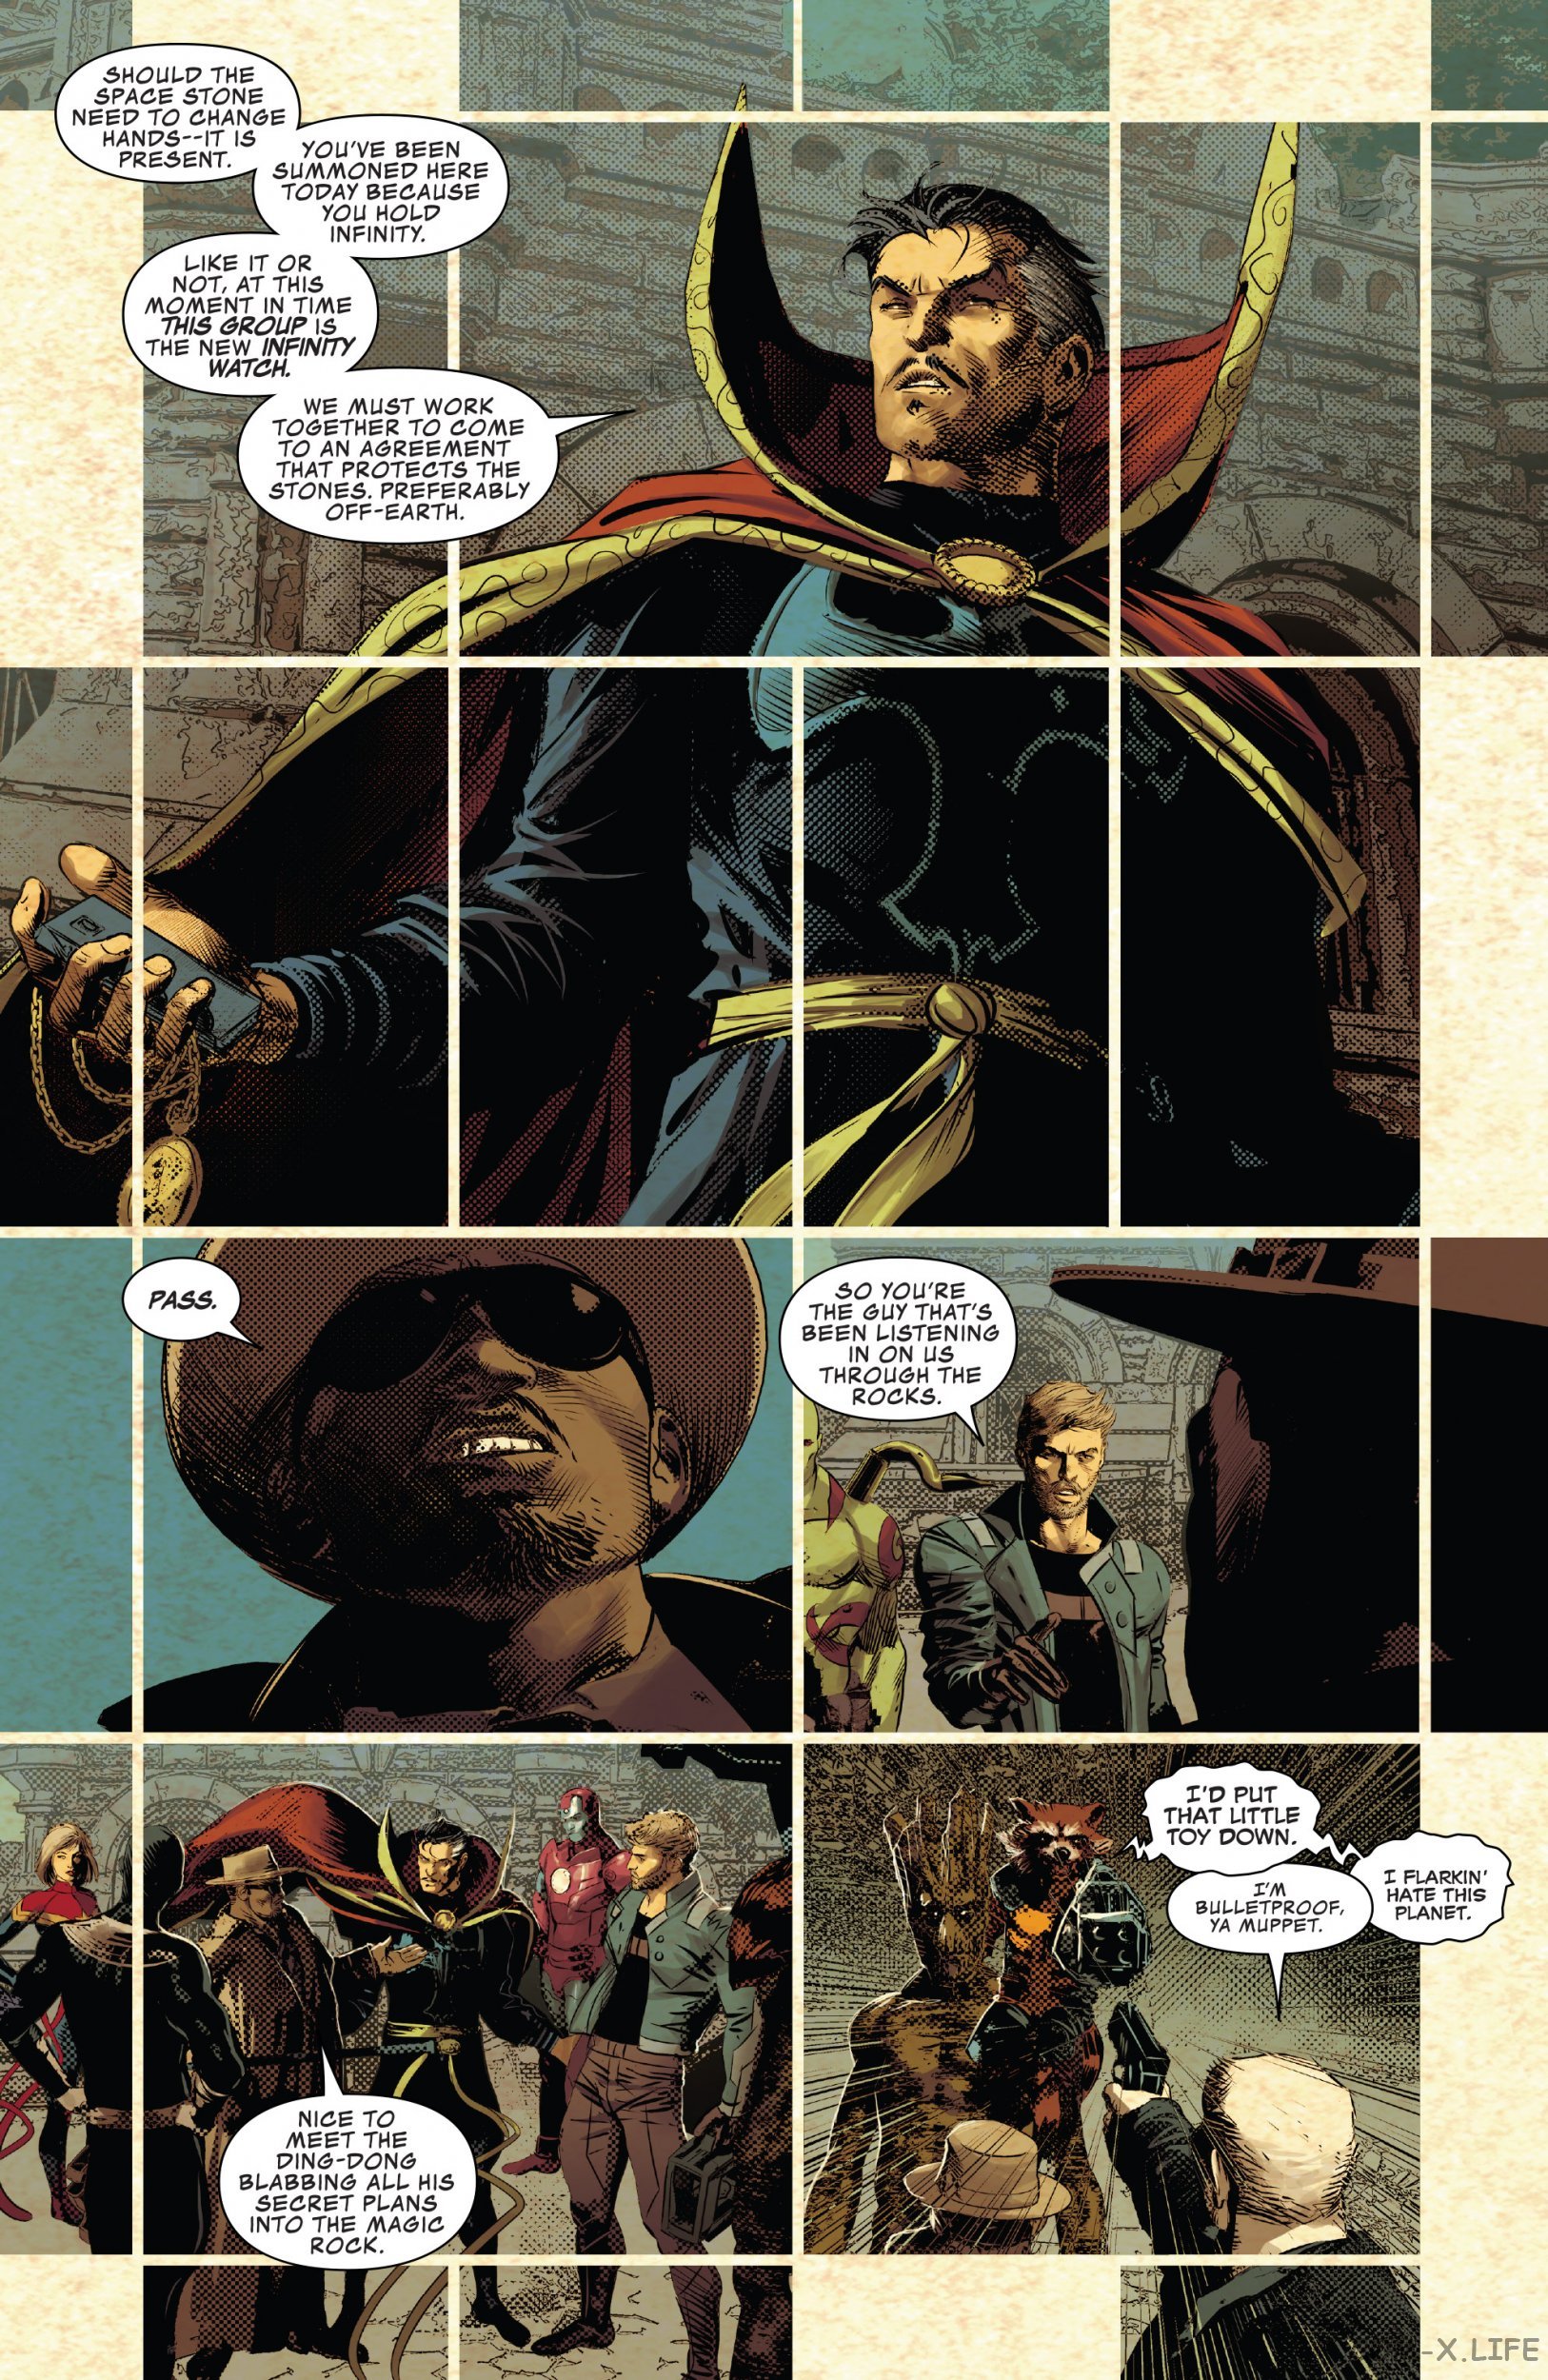 SHOULD THE
SPACE STONE
NEED TO CHANGE
HANDS--IT IS
PRESENT.
YOU'VE BEEN
SUMMONED HERE
TODAY BECAUSE
YOU HOLD
INFINITY.
LIKE IT OR
NOT, AT THIS
MOMENT IN TIME
THIS GROUP IS
THE NEW INFINITY
WATCH.
WE MUST WORK
TOGETHER TO COME
TO AN AGREEMENT
THAT PROTECTS THE
STONES. PREFERABLY
OFF-EARTH.
PASS.
SO YOU'RE
THE GUY THAT'S
BEEN LISTENING
IN ON US
THROUGH THE
ROCKS.
NICE TO
MEET THE
DING-DONG
BLABBING ALL HIS
SECRET PLANS
INTO THE MAGIC
ROCK.
I'D PUT
THAT LITTLE
TOY DOWN.
I'M
BULLETPROOF,
YA MUPPET.
I FLARKIN'
HATE THIS
PLANET.
-X.LIFE